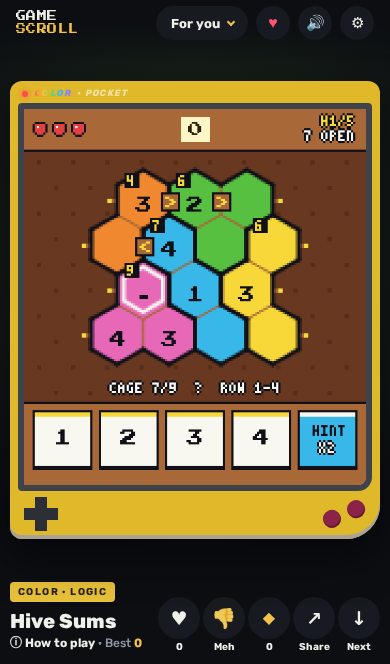 GAME
SCROLL
For you
COLOR • POCKET
0
H1/5
7 OPEN
4
6
3 > 2 >
7
6
< 4
9
- 1 3
4 3
CAGE 7/9 ? ROW 1-4
1 2 3 4 HINT
X2
COLOR • LOGIC
Hive Sums
How to play • Best 0
0 Meh 0 Share Next